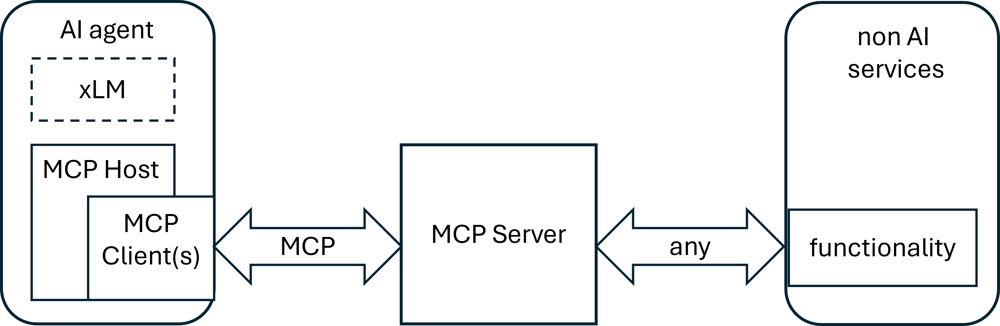 AI agent
xLM
MCP Host
MCP
Client(s)
MCP
MCP Server
any
non AI
services
functionality